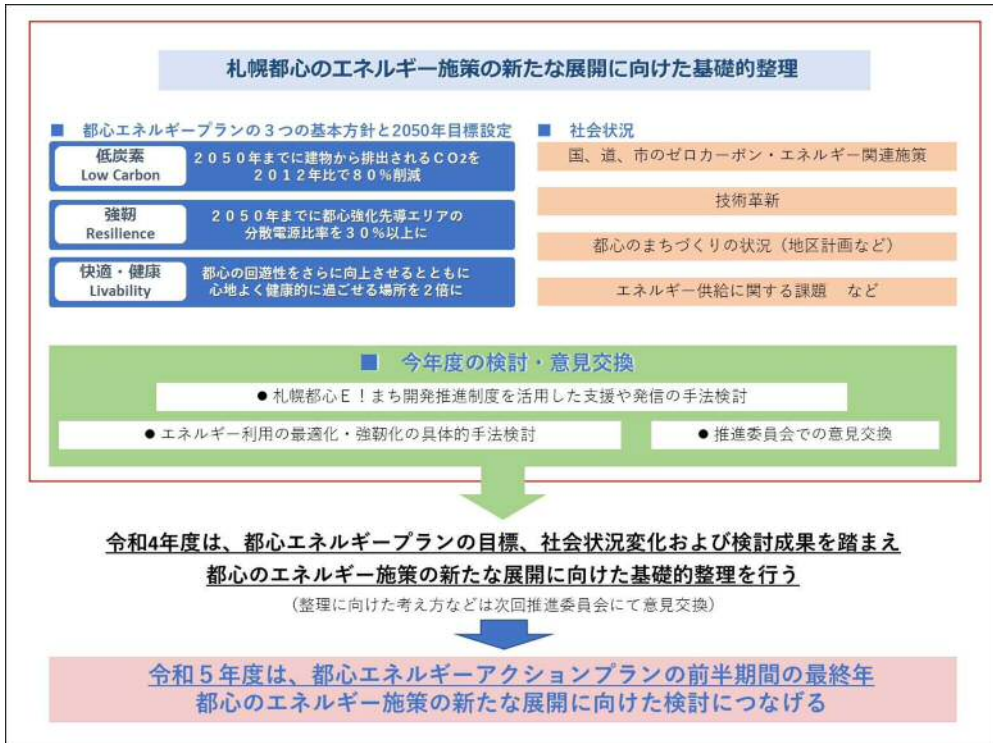 札幌都心のエネルギー施策の新たな展開に向けた基礎的整理
■ 都心エネルギープランの３つの基本方針と2050年目標設定
低炭素
Low Carbon
２０５０年までに建物から排出されるＣＯ₂を
２０１２年比で８０％削減
強靭
Resilience
２０５０年までに都心強化先導エリアの
分散電源比率を３０％以上に
快適・健康
Livability
都心の回遊性をさらに向上させるとともに
心地よく健康的に過ごせる場所を２倍に
■ 社会状況
国、道、市のゼロカーボン・エネルギー関連施策
技術革新
都心のまちづくりの状況（地区計画など）
エネルギー供給に関する課題　など
■ 今年度の検討・意見交換
●札幌都心Ｅ！まち開発推進制度を活用した支援や発信の手法検討
●エネルギー利用の最適化・強靭化の具体的手法検討
●推進委員会での意見交換
令和4年度は、都心エネルギープランの目標、社会状況変化および検討成果を踏まえ
都心のエネルギー施策の新たな展開に向けた基礎的整理を行う
（整理に向けた考え方などは次回推進委員会にて意見交換）
令和５年度は、都心エネルギーアクションプランの前半期間の最終年
都心のエネルギー施策の新たな展開に向けた検討につなげる